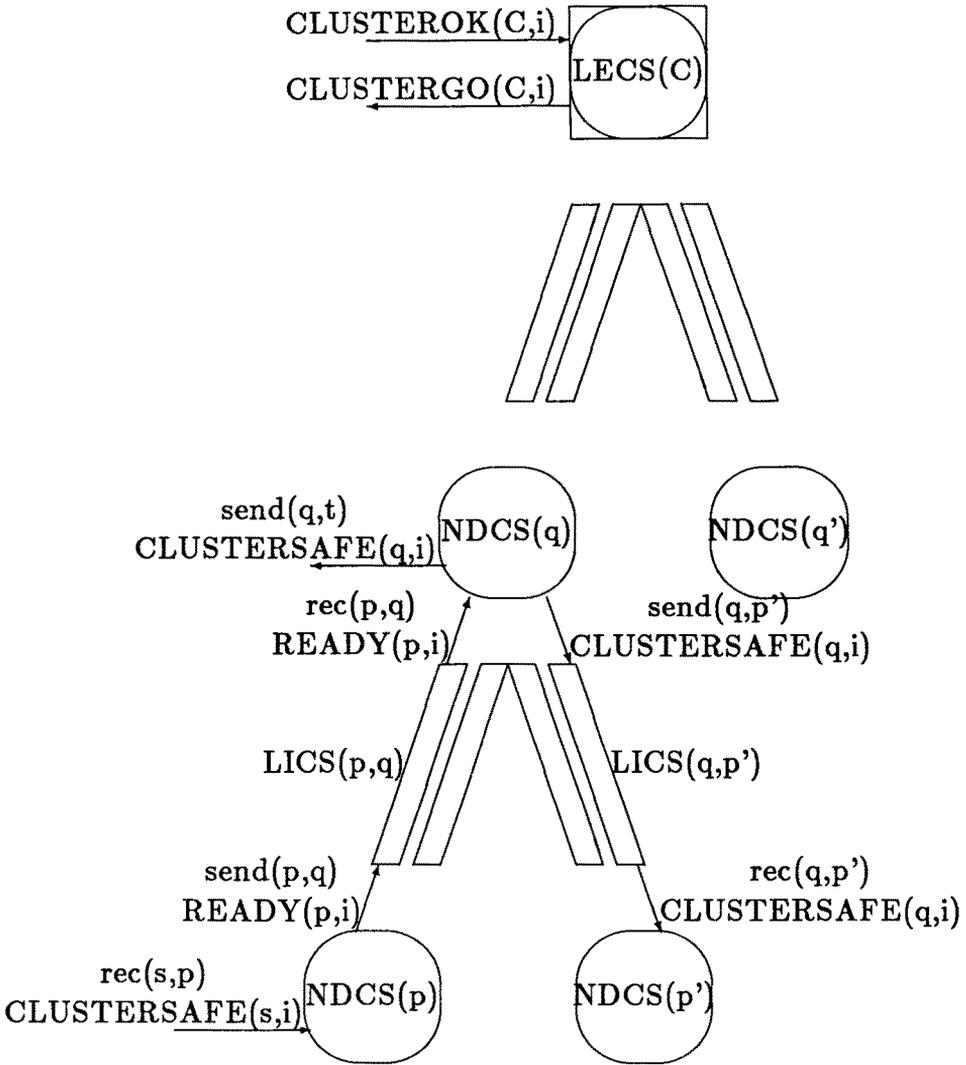 CLUSTEROK(C,i)
LECS(C)
CLUSTERGO(C,i)
send(q,t)
CLUSTERSAFE(q,i)
NDCS(q)
NDCS(q')
rec(p,q)
READY(p,i)
send(q,p')
CLUSTERSAFE(q,i)
LICS(p,q)
LICS(q,p')
send(p,q)
READY(p,i)
rec(q,p')
CLUSTERSAFE(q,i)
rec(s,p)
CLUSTERSAFE(s,i)
NDCS(p)
NDCS(p')